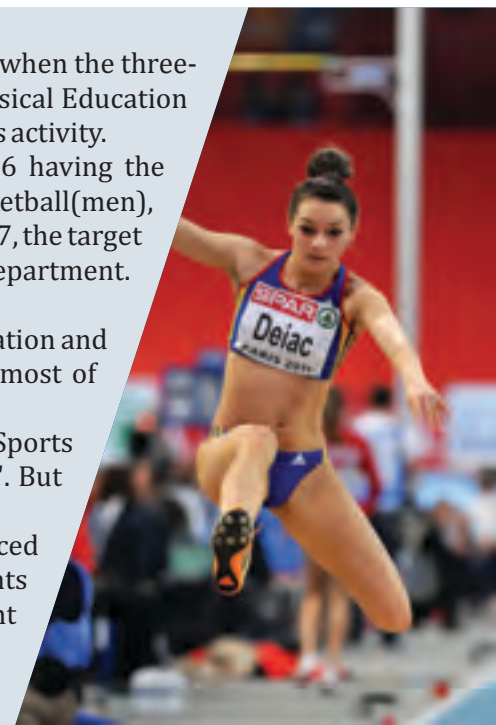 when the three-
sical Education
s activity.
6 having the
etball(men),
7, the target
epartment.
ation and
most of
Sports
". But
ced
nts
nt
SPAR
Deiac
PARIS 2011